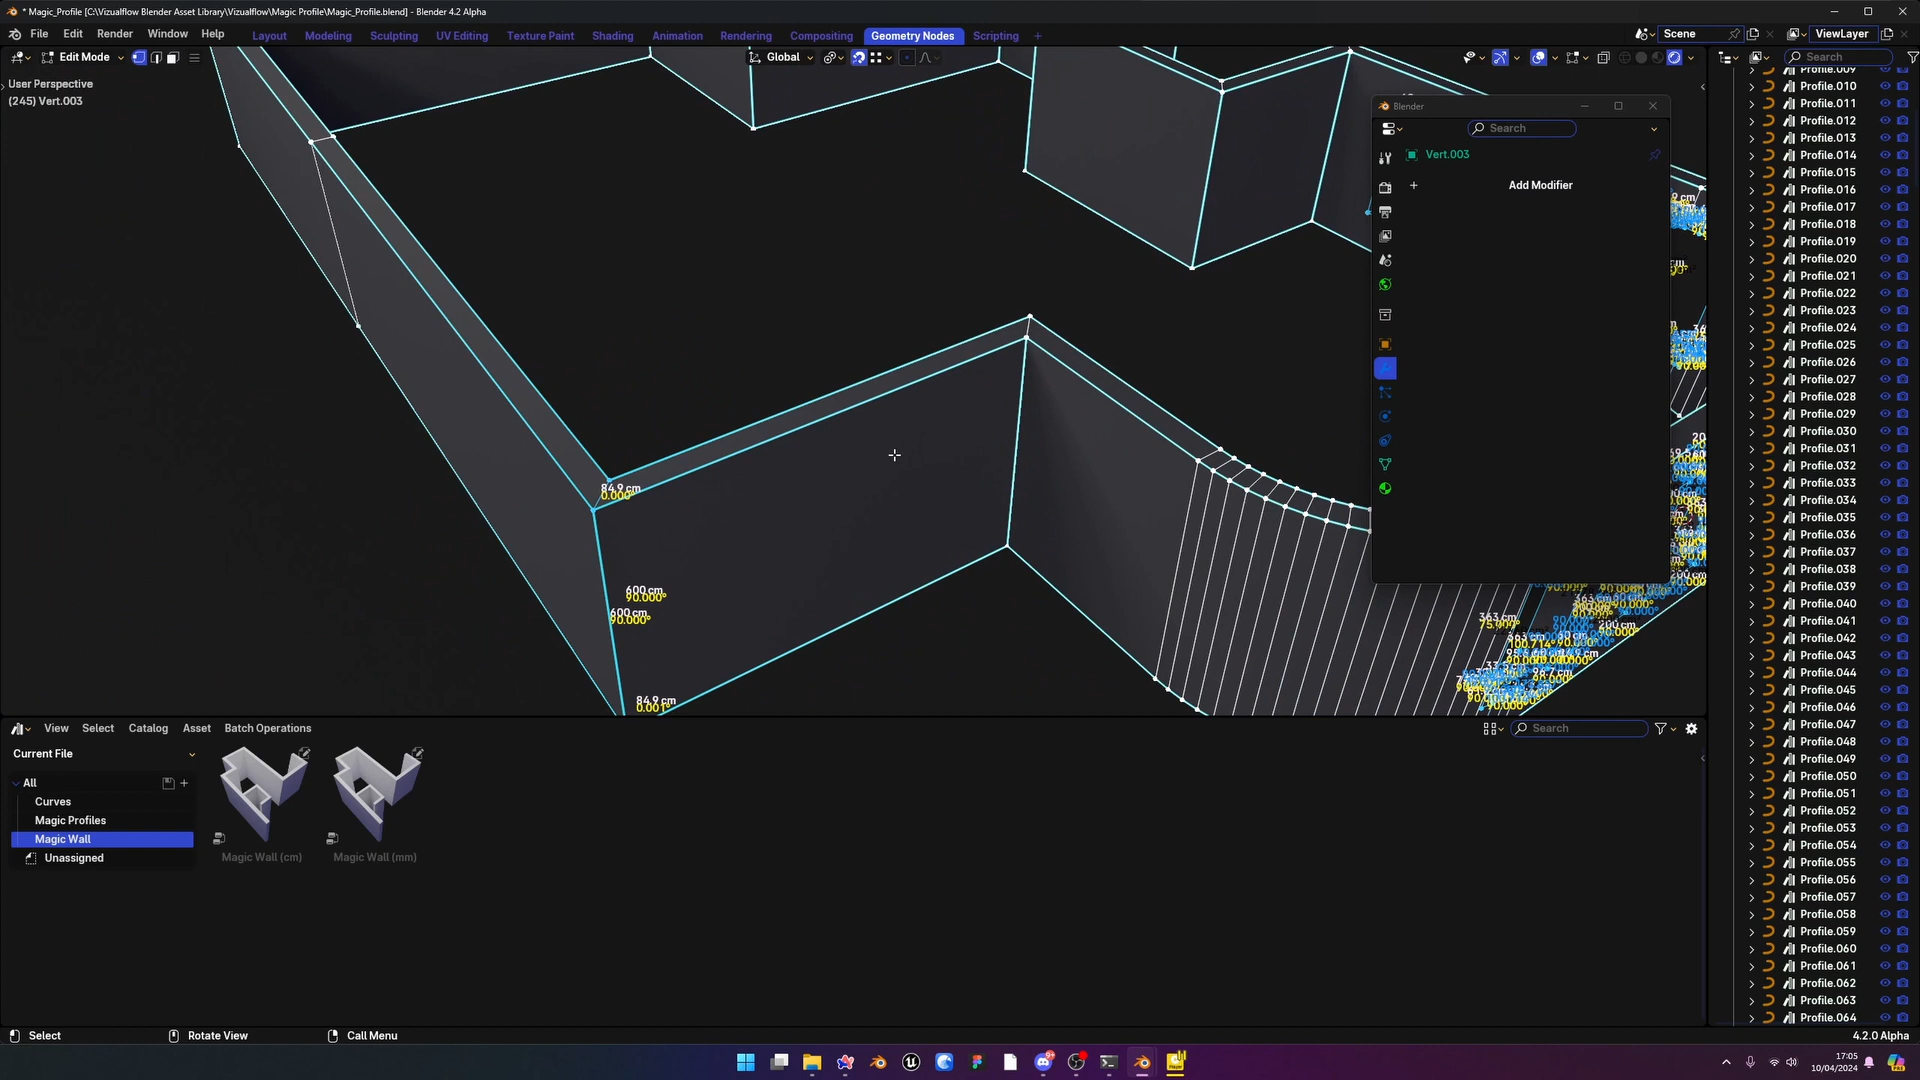 * Magic_Profile [C:\Vizualflow Blender Asset Library\Vizualflow\Magic Profile\Magic_Profile.blend] - Blender 4.2 Alpha
File Edit Render Window Help
Layout Modeling Sculpting UV Editing Texture Paint Shading Animation Rendering Compositing Geometry Nodes Scripting +
Scene
ViewLayer
Edit Mode
Global
Search
User Perspective
(245) Vert.003
Blender
Search
Vert.003
+ Add Modifier
84.9 cm
0.000°
600 cm
90.000°
600 cm
90.000°
84.9 cm
0.001°
363 cm
75.000°
200 cm
90.000°
Profile.009
Profile.010
Profile.011
Profile.012
Profile.013
Profile.014
Profile.015
Profile.016
Profile.017
Profile.018
Profile.019
Profile.020
Profile.021
Profile.022
Profile.023
Profile.024
Profile.025
Profile.026
Profile.027
Profile.028
Profile.029
Profile.030
Profile.031
Profile.032
Profile.033
Profile.034
Profile.035
Profile.036
Profile.037
Profile.038
Profile.039
Profile.040
Profile.041
Profile.042
Profile.043
Profile.044
Profile.045
Profile.046
Profile.047
Profile.048
Profile.049
Profile.050
Profile.051
Profile.052
Profile.053
Profile.054
Profile.055
Profile.056
Profile.057
Profile.058
Profile.059
Profile.060
Profile.061
Profile.062
Profile.063
Profile.064
View Select Catalog Asset Batch Operations
Search
Current File
All
Curves
Magic Profiles
Magic Wall
Unassigned
Magic Wall (cm)
Magic Wall (mm)
Select
Rotate View
Call Menu
4.2.0 Alpha
17:05
10/04/2024